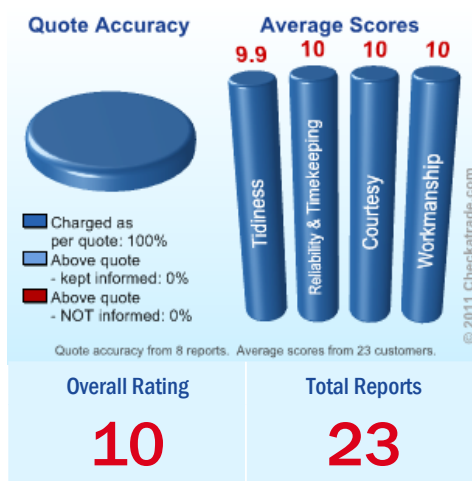 Quote Accuracy
Charged as
per quote: 100%
Above quote
- kept informed: 0%
Above quote
- NOT informed: 0%
Average Scores
9.9 10 10 10
Tidiness
Reliability & Timekeeping
Courtesy
Workmanship
© 2011 Checkatrade.com
Quote accuracy from 8 reports. Average scores from 23 customers.
Overall Rating
10
Total Reports
23